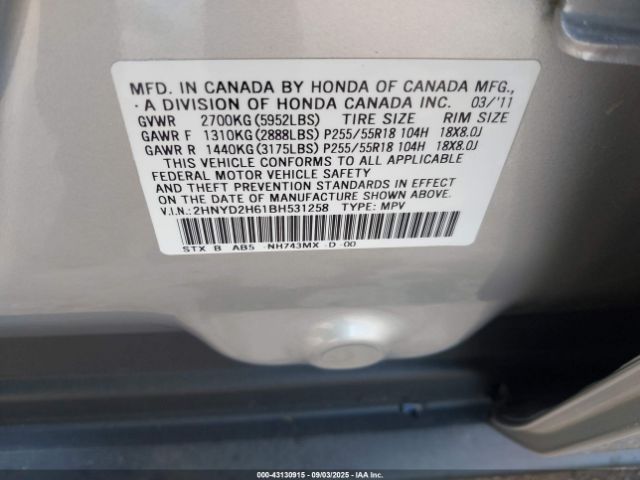 MFD. IN CANADA BY HONDA OF CANADA MFG.,
A DIVISION OF HONDA CANADA INC. 03/'11
GVWR 2700KG(5952LBS) TIRE SIZE RIM SIZE
GAWR F 1310KG(2888LBS) P255/55R18 104H 18X8.0J
GAWR R 1440KG(3175LBS) P255/55R18 104H 18X8.0J
THIS VEHICLE CONFORMS TO ALL APPLICABLE
FEDERAL MOTOR VEHICLE SAFETY
AND THEFT PREVENTION STANDARDS IN EFFECT
ON THE DATE OF MANUFACTURE SHOWN ABOVE.
V.I.N.: 2HNYD2H61BH531258 TYPE: MPV
STX B AB5 NH743MX -D -00
000-43130915 - 09/03/2025 - IAA Inc.